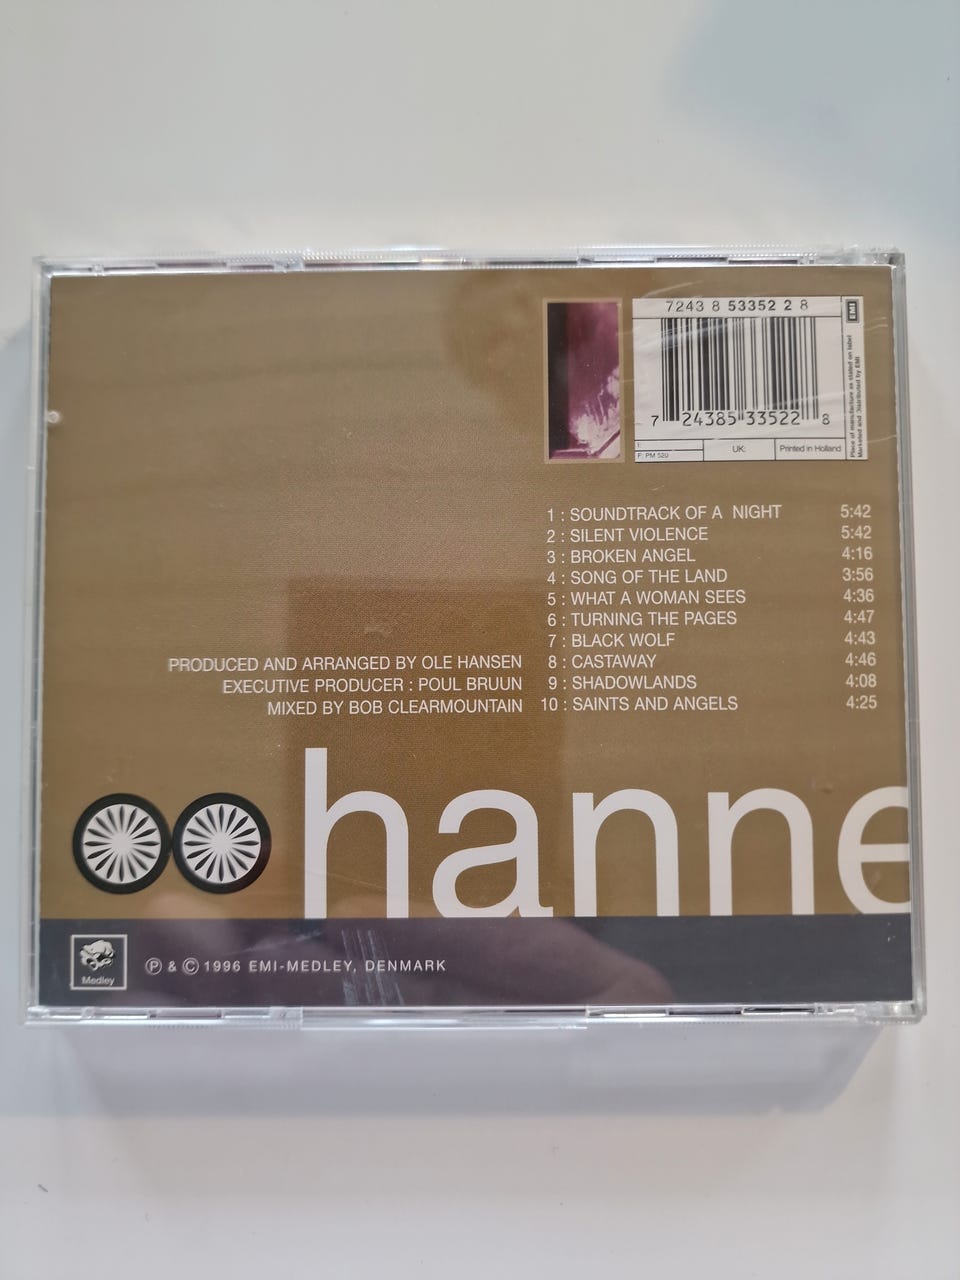 7243 8 53352 2 8
EMI
Place of manufacture as stated on label
Marketed and Distributed by EMI
7 24385 33522 8
F: PM 520
UK:
Printed in Holland
1 : SOUNDTRACK OF A NIGHT 5:42
2 : SILENT VIOLENCE 5:42
3 : BROKEN ANGEL 4:16
4 : SONG OF THE LAND 3:56
5 : WHAT A WOMAN SEES 4:36
6 : TURNING THE PAGES 4:47
7 : BLACK WOLF 4:43
8 : CASTAWAY 4:46
9 : SHADOWLANDS 4:08
10 : SAINTS AND ANGELS 4:25
PRODUCED AND ARRANGED BY OLE HANSEN
EXECUTIVE PRODUCER : POUL BRUUN
MIXED BY BOB CLEARMOUNTAIN
hanne
Medley
Ⓟ & © 1996 EMI-MEDLEY, DENMARK